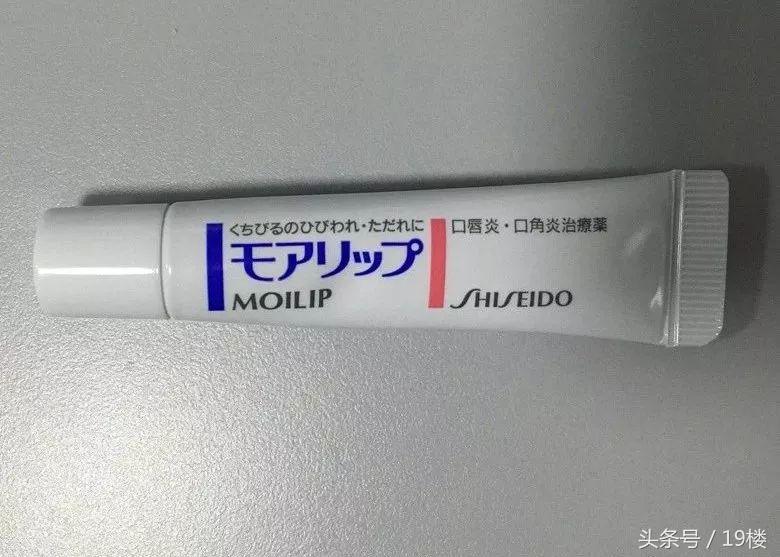 くちびるのひびわれ・ただれに
モアリップ
MOILIP
口唇炎・口角炎治療薬
SHISEIDO
头条号 / 19楼